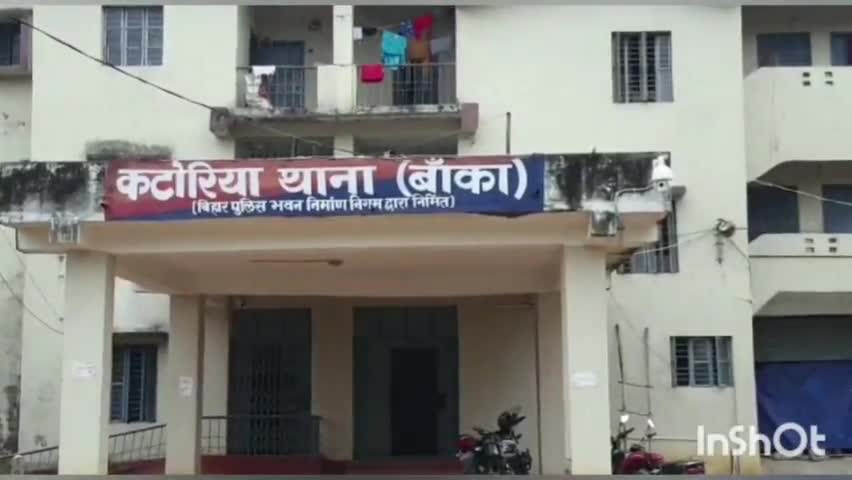 कटोरिया थाना (बाँका)
(बिहार पुलिस भवन निर्माण निगम द्वारा निर्मित)
InShOt